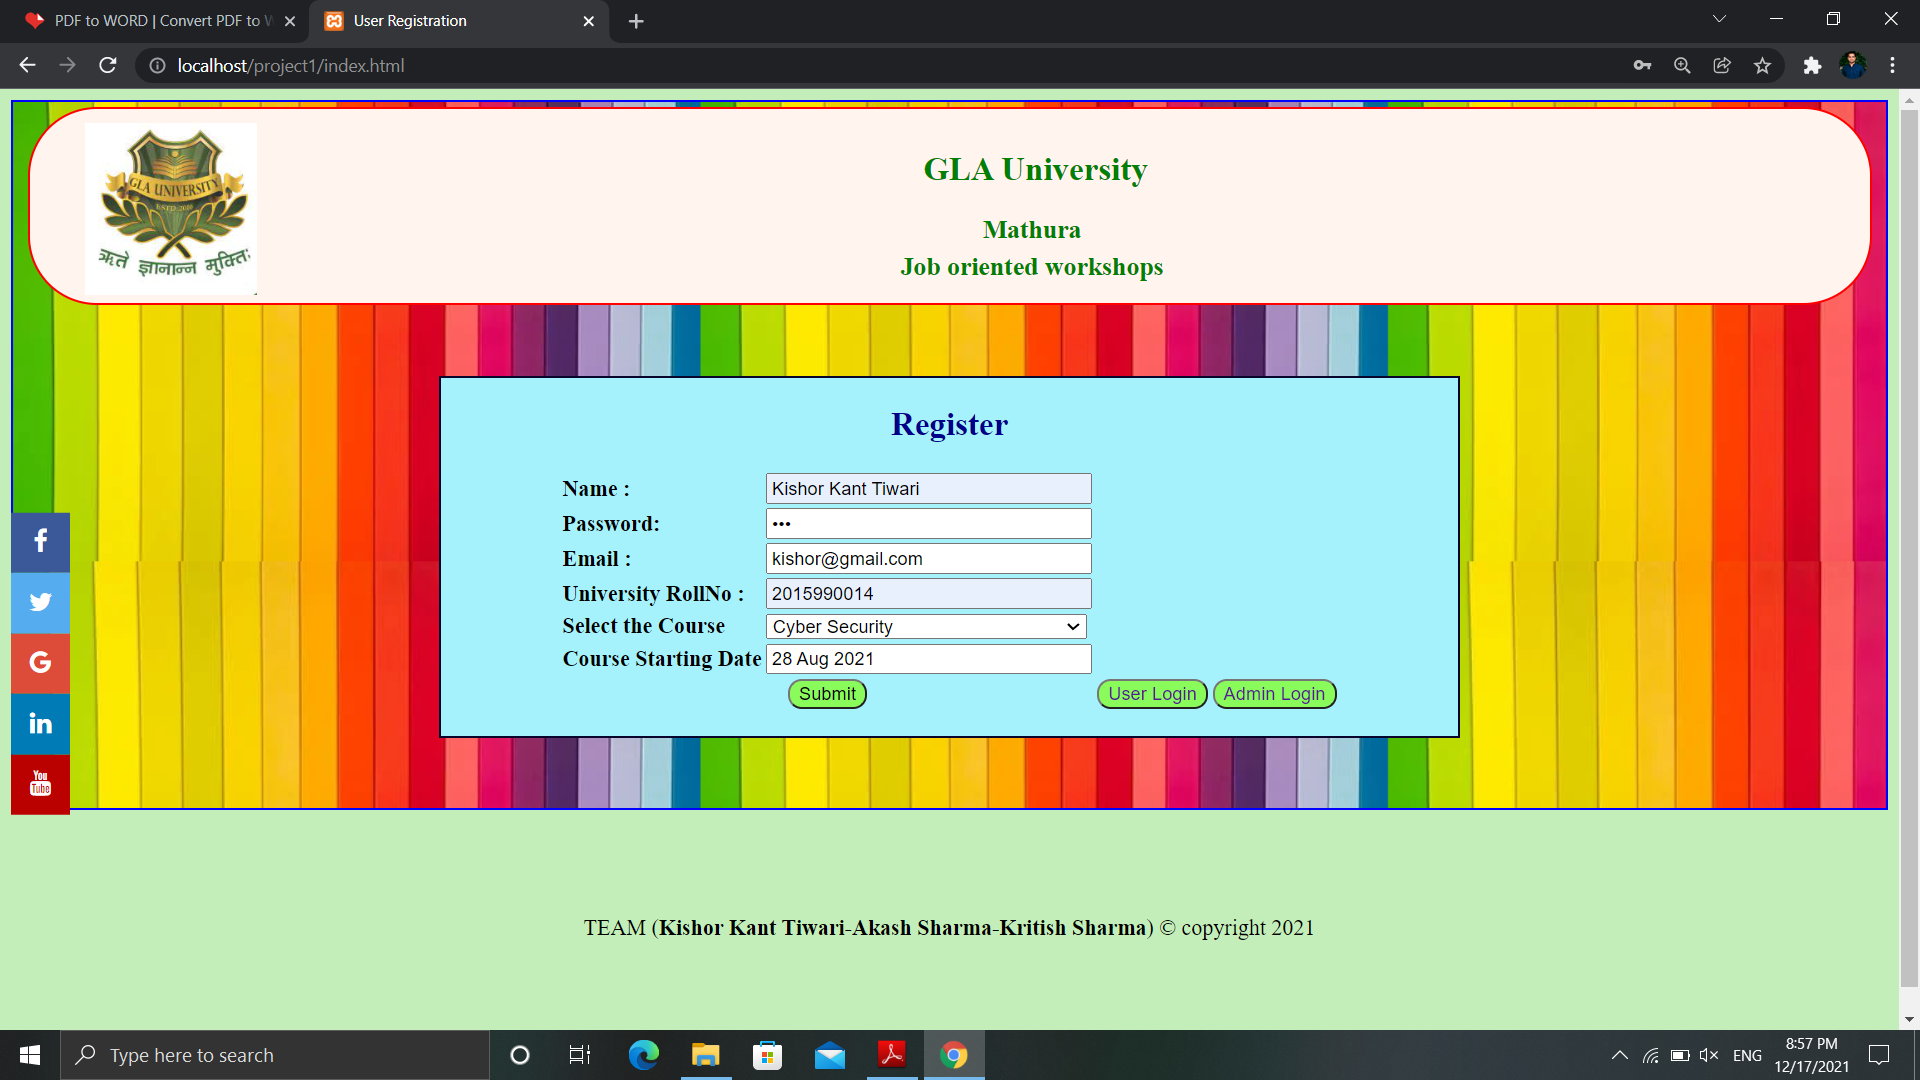 PDF to WORD | Convert PDF to W
User Registration
localhost/project1/index.html
GLA UNIVERSITY
ESTD-2010
ऋते ज्ञानान्न मुक्तिः
GLA University
Mathura
Job oriented workshops
Register
Name :
Kishor Kant Tiwari
Password:
•••
Email :
kishor@gmail.com
University RollNo :
2015990014
Select the Course
Cyber Security
Course Starting Date
28 Aug 2021
Submit
User Login
Admin Login
You
Tube
TEAM (Kishor Kant Tiwari-Akash Sharma-Kritish Sharma) © copyright 2021
Type here to search
ENG
8:57 PM
12/17/2021